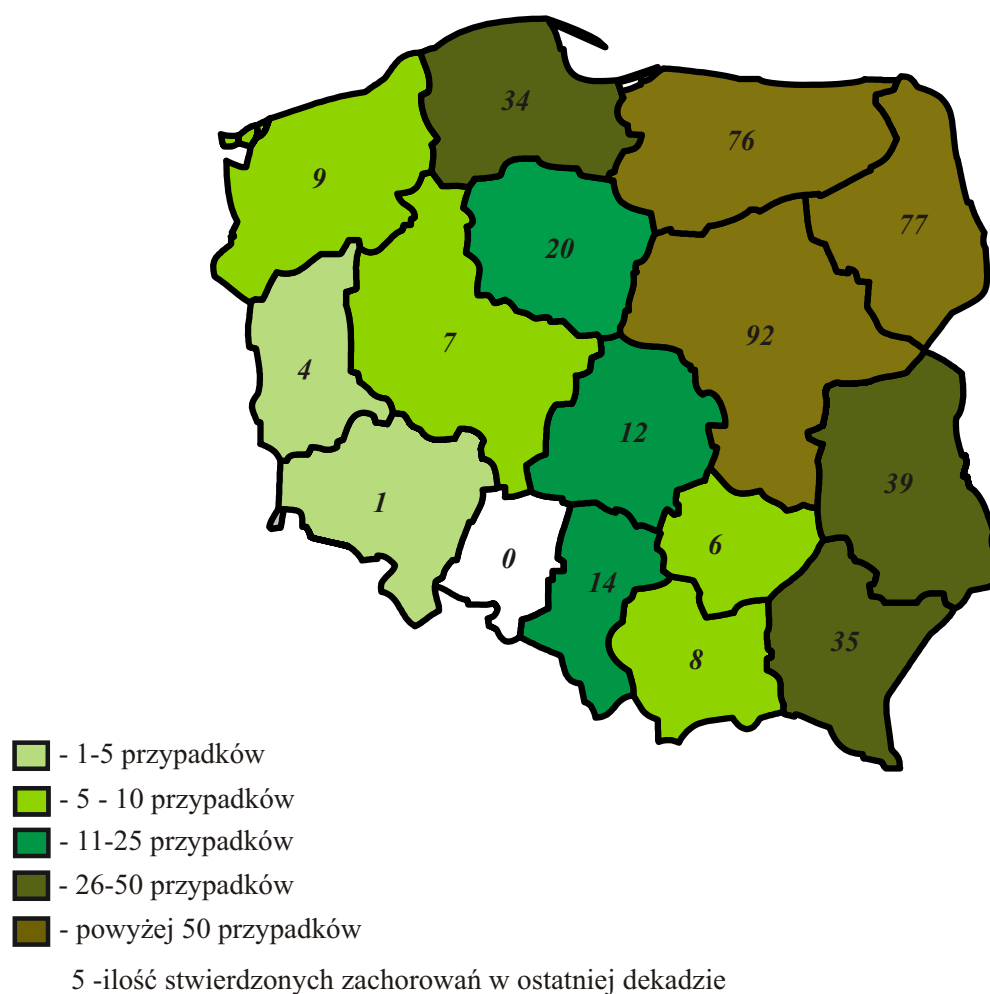 34
76
9
77
20
92
7
4
12
39
1
6
0
14
35
8
- 1-5 przypadków
- 5 - 10 przypadków
- 11-25 przypadków
- 26-50 przypadków
- powyżej 50 przypadków
5 -ilość stwierdzonych zachorowań w ostatniej dekadzie